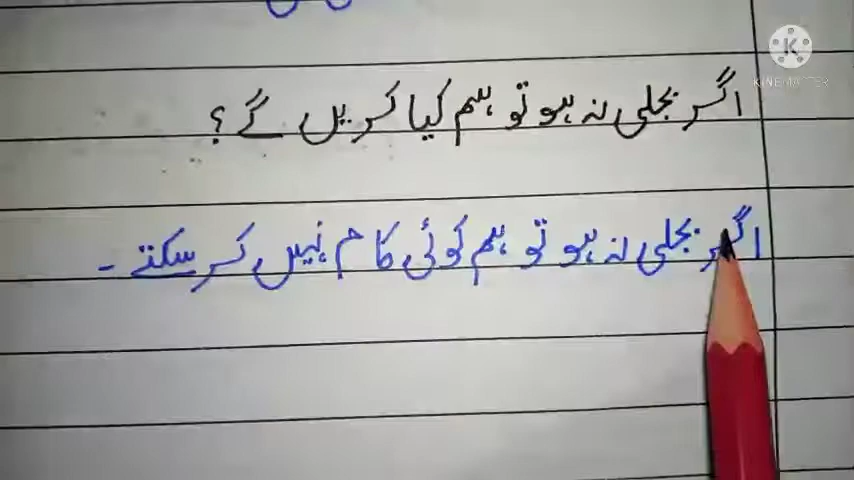 KINEMASTER
اگر بجلی نہ ہو تو ہم کیا کریں گے؟
اگر بجلی نہ ہو تو ہم کوئی کام نہیں کر سکتے ۔